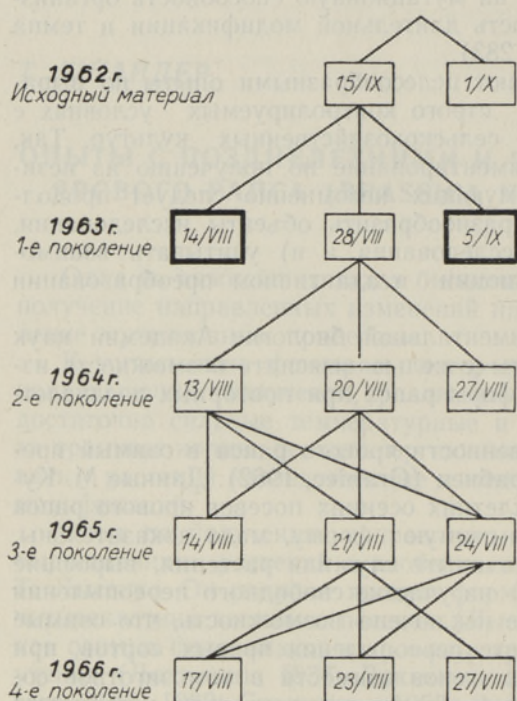 1962 г.
Исходный материал
15/IX
1/X
1963 г.
1-е поколение
14/VIII
28/VIII
5/IX
1964 г.
2-е поколение
13/VIII
20/VIII
27/VIII
1965 г.
3-е поколение
14/VIII
21/VIII
24/VIII
1966 г.
4-е поколение
17/VIII
23/VIII
27/VIII